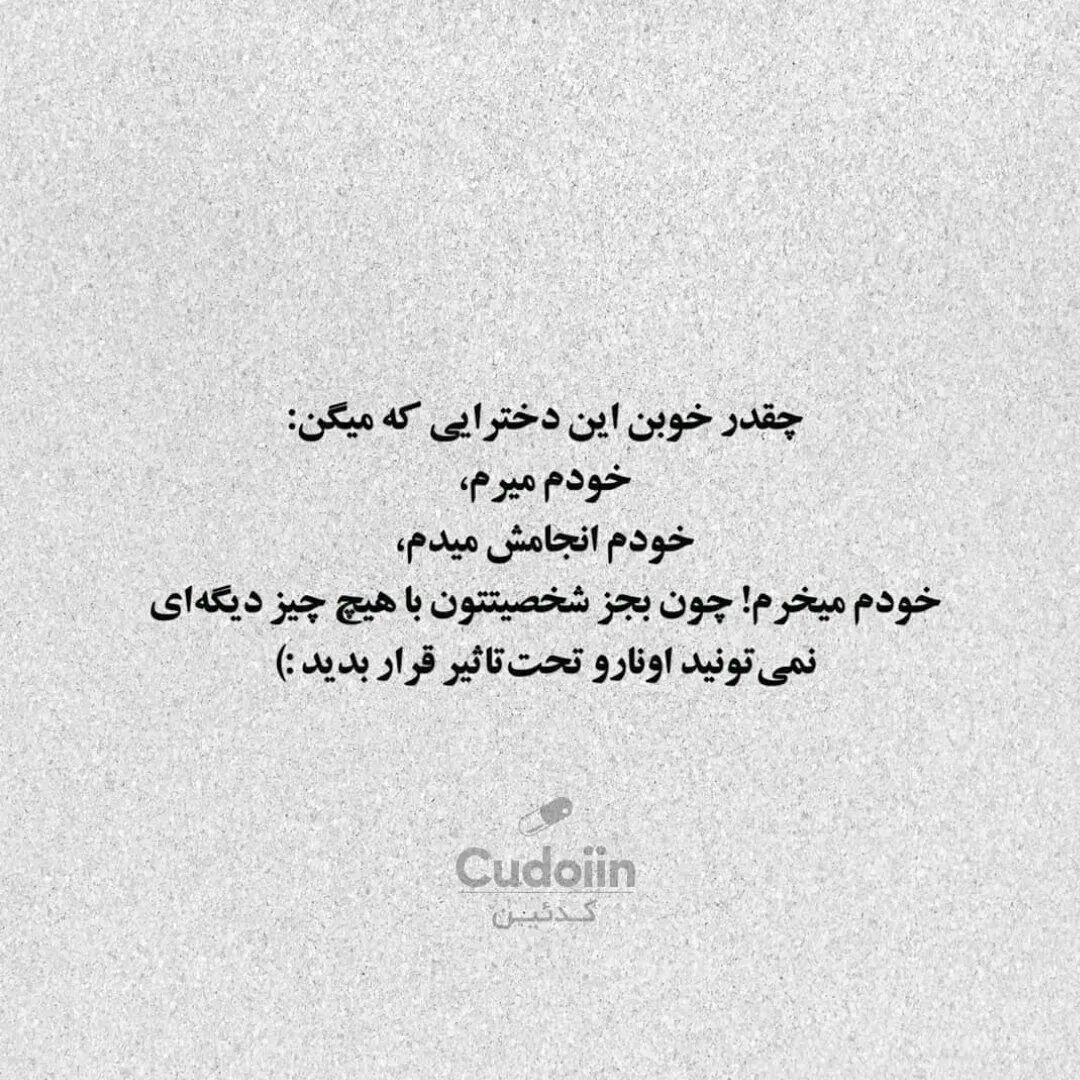 چقدر خوبن این دخترایی که میگن:
خودم میرم،
خودم انجامش میدم،
خودم میخرم! چون بجز شخصیتتون با هیچ چیز دیگه‌ای
نمی‌تونید اونارو تحت‌تاثیر قرار بدید :)
Cudoiin
کدئین